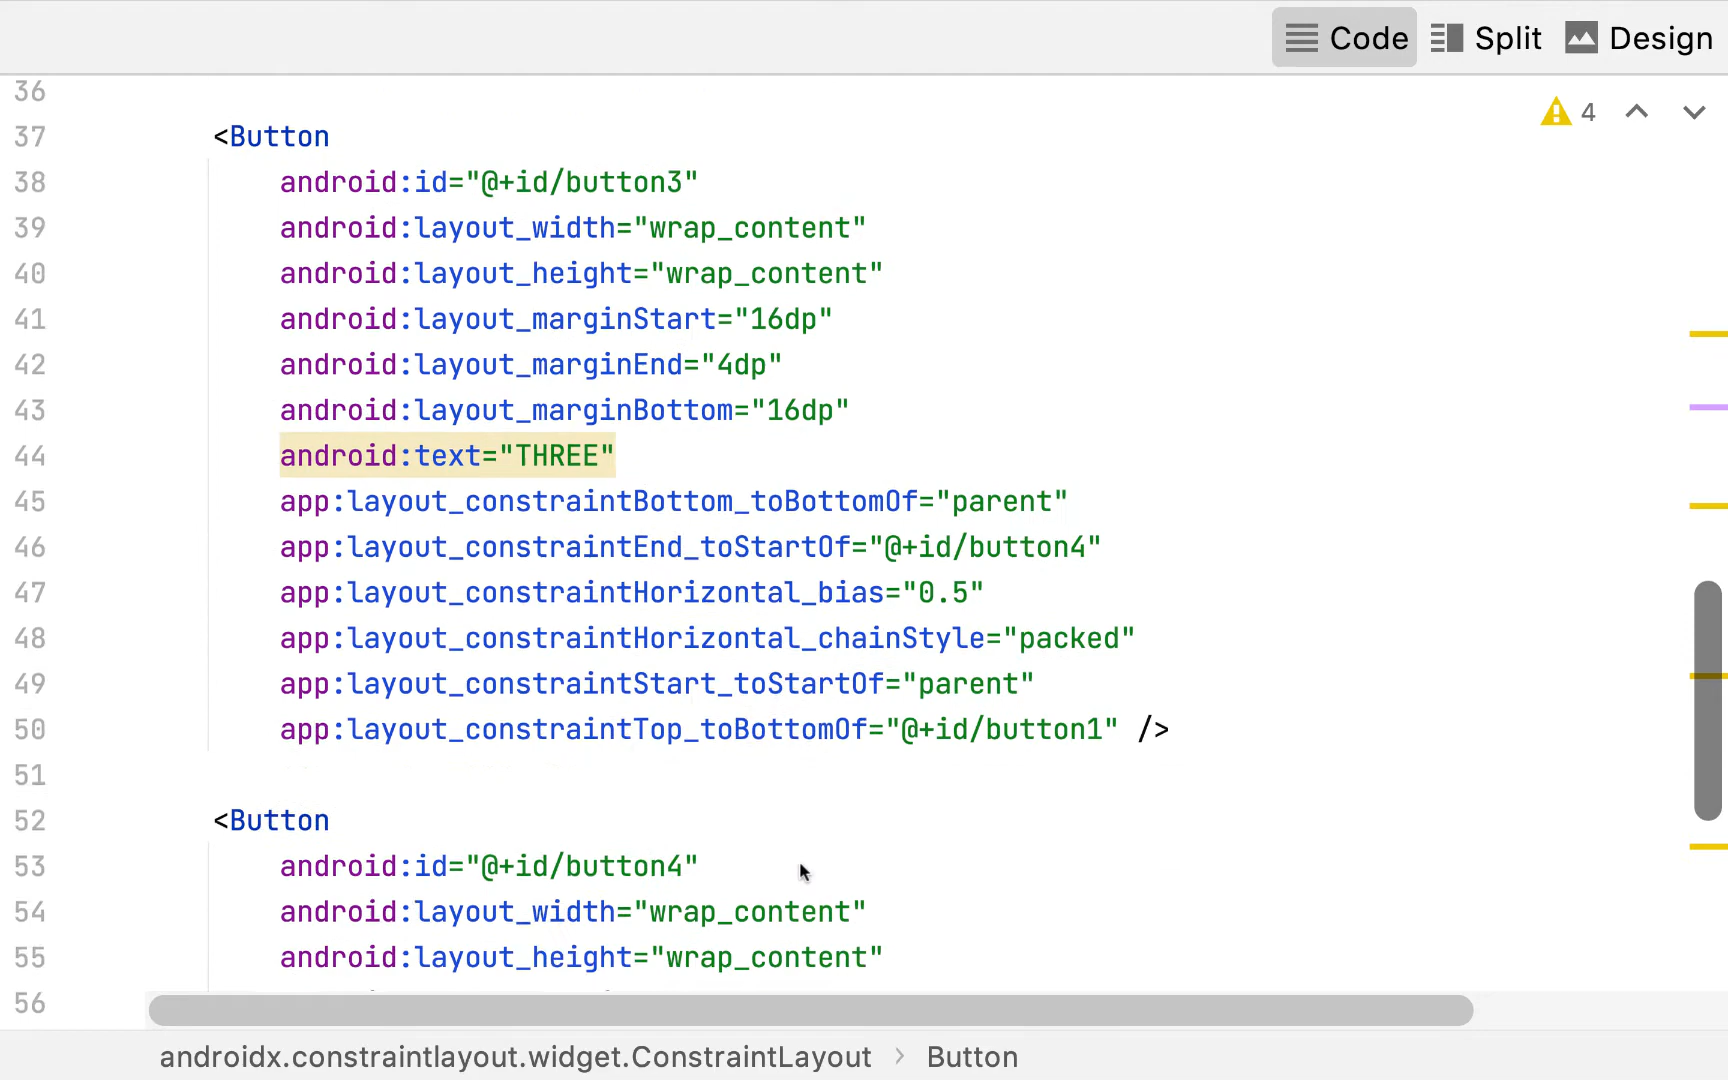 Code Split Design
36
4
37 <Button
38 android:id="@+id/button3"
39 android:layout_width="wrap_content"
40 android:layout_height="wrap_content"
41 android:layout_marginStart="16dp"
42 android:layout_marginEnd="4dp"
43 android:layout_marginBottom="16dp"
44 android:text="THREE"
45 app:layout_constraintBottom_toBottomOf="parent"
46 app:layout_constraintEnd_toStartOf="@+id/button4"
47 app:layout_constraintHorizontal_bias="0.5"
48 app:layout_constraintHorizontal_chainStyle="packed"
49 app:layout_constraintStart_toStartOf="parent"
50 app:layout_constraintTop_toBottomOf="@+id/button1" />
51
52 <Button
53 android:id="@+id/button4"
54 android:layout_width="wrap_content"
55 android:layout_height="wrap_content"
56
androidx.constraintlayout.widget.ConstraintLayout › Button